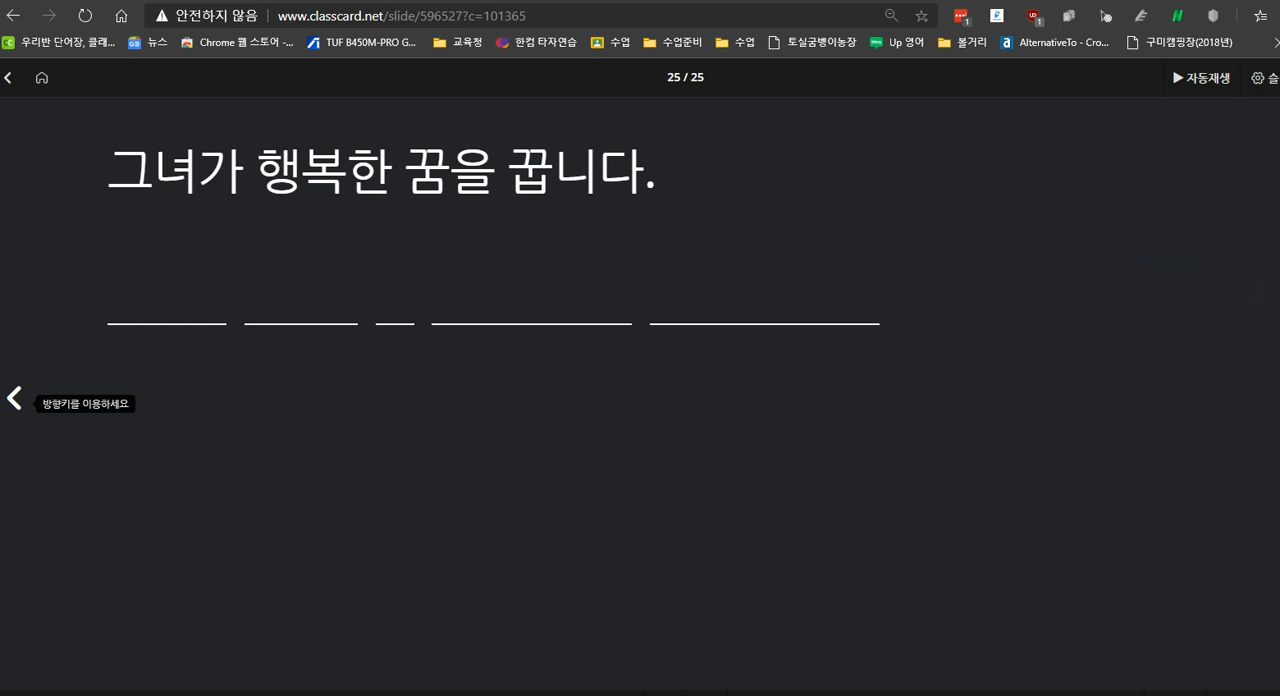 안전하지 않음 | www.classcard.net/slide/596527?c=101365
우리반 단어장, 클래... 뉴스 Chrome 웹 스토어 -... TUF B450M-PRO G... 교육청 한컴 타자연습 수업 수업준비 수업 토실굼벵이농장 Up 영어 볼거리 AlternativeTo - Cro... 구미캠핑장(2018년)
25 / 25 자동재생 슬
그녀가 행복한 꿈을 꿉니다.
방향키를 이용하세요